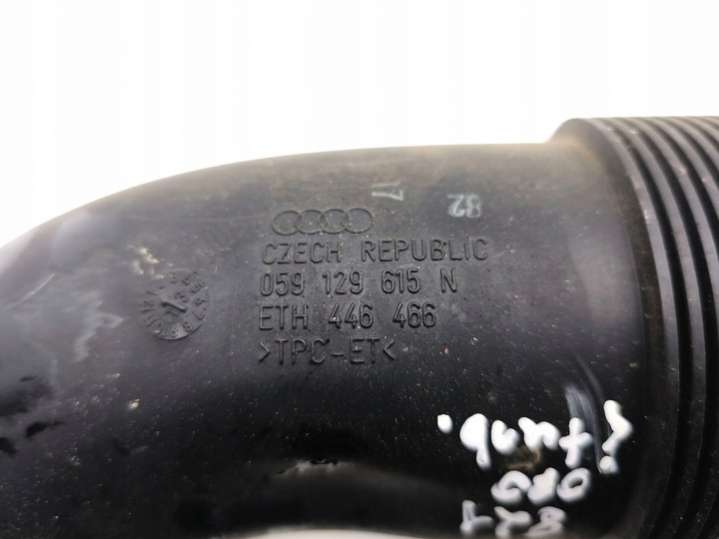 17 82
CZECH REPUBLIC
059 129 615 N
ETH 446 466
>TPC-ET<